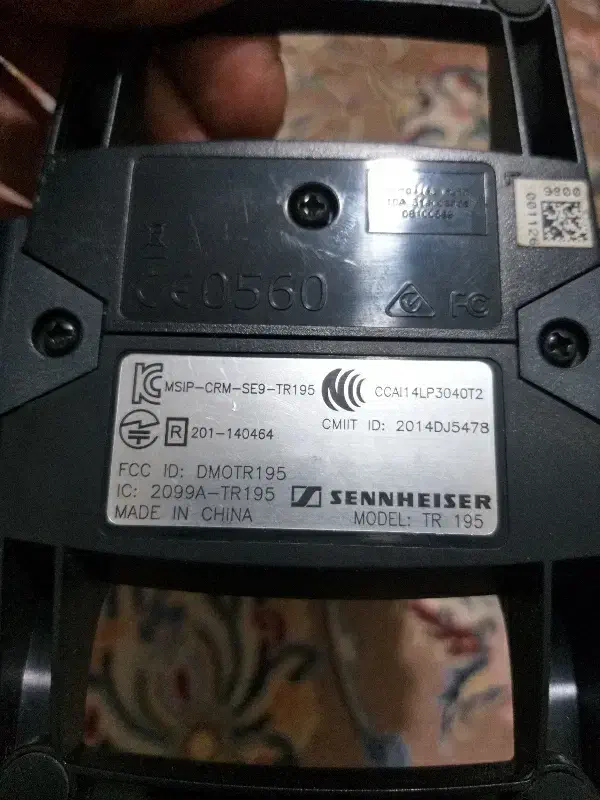 9800
CE0560
FC
MSIP-CRM-SE9-TR195
CCAI14LP3040T2
R 201-140464
CMIIT ID: 2014DJ5478
FCC ID: DMOTR195
IC: 2099A-TR195
SENNHEISER
MADE IN CHINA
MODEL: TR 195